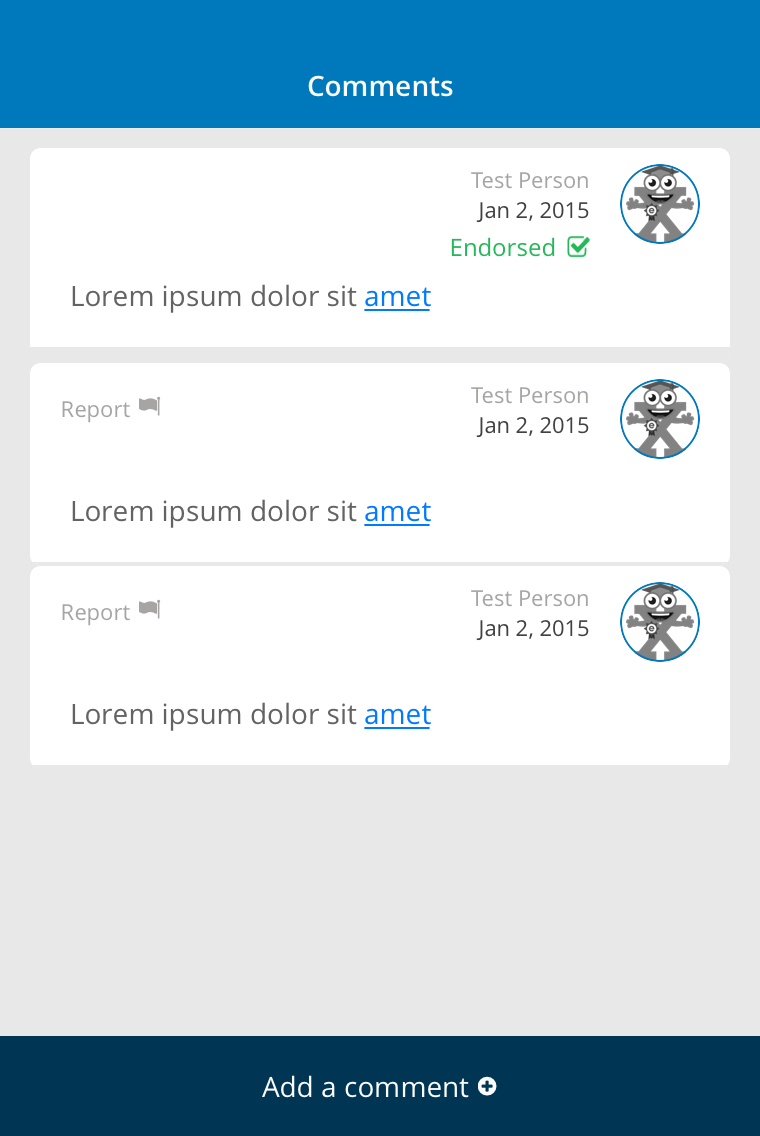 Comments
Test Person
Jan 2, 2015
Endorsed
Lorem ipsum dolor sit amet
Report
Test Person
Jan 2, 2015
Lorem ipsum dolor sit amet
Report
Test Person
Jan 2, 2015
Lorem ipsum dolor sit amet
Add a comment